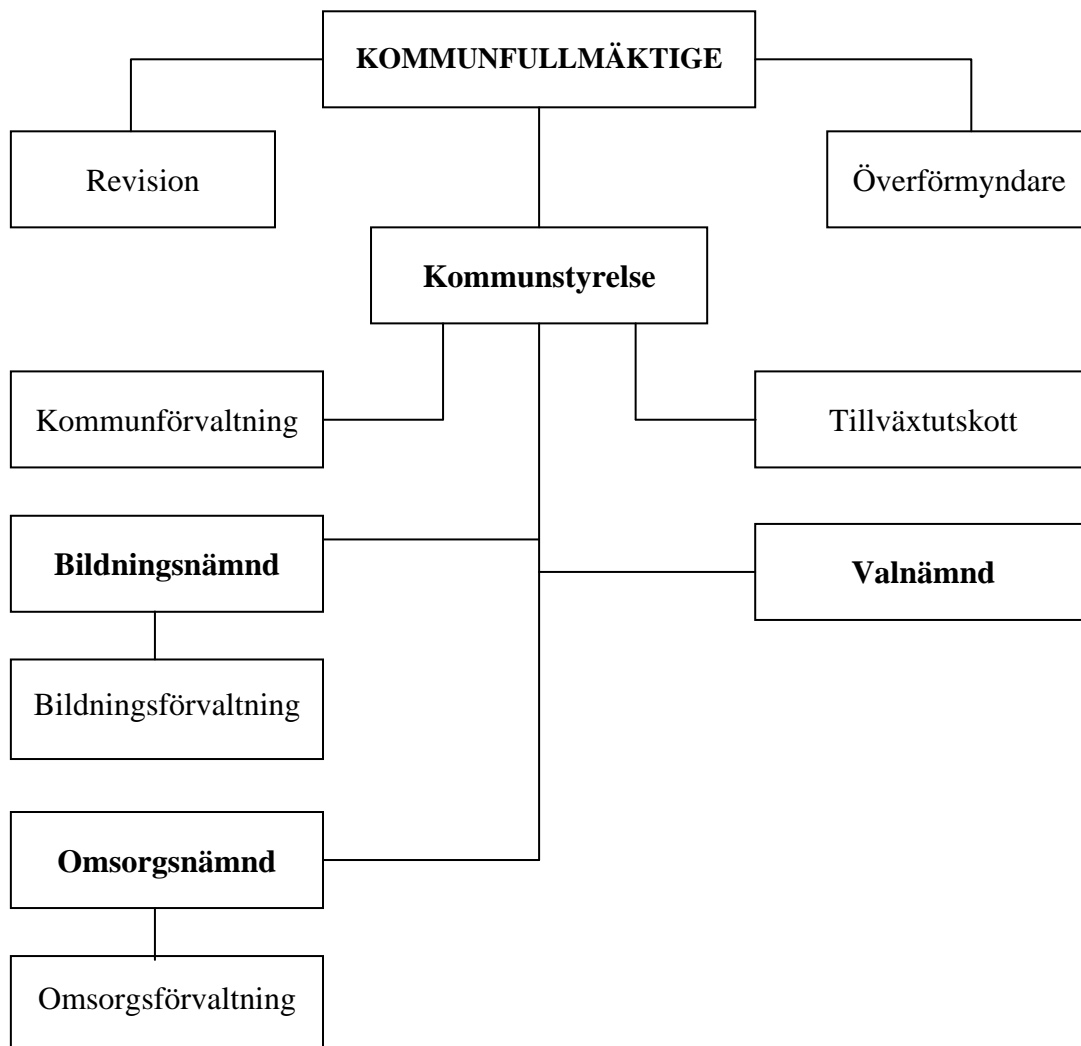 KOMMUNFULLMÄKTIGE
Revision
Överförmyndare
Kommunstyrelse
Kommunförvaltning
Tillväxtutskott
Bildningsnämnd
Valnämnd
Bildningsförvaltning
Omsorgsnämnd
Omsorgsförvaltning